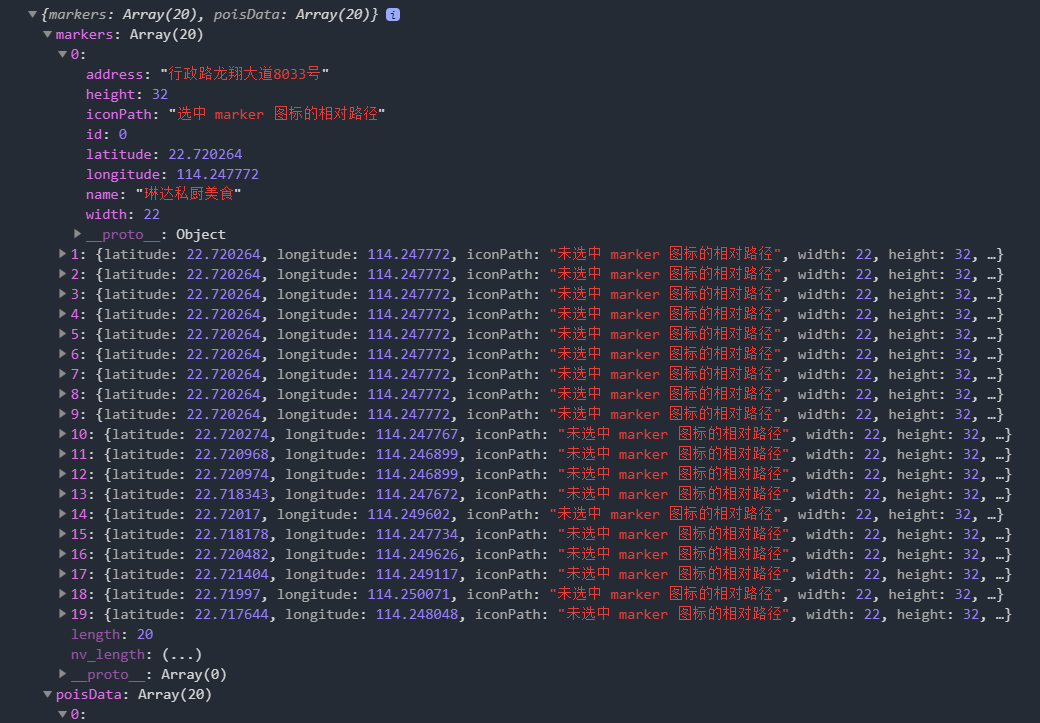 {markers: Array(20), poisData: Array(20)} i
markers: Array(20)
0:
address: "行政路龙翔大道8033号"
height: 32
iconPath: "选中 marker 图标的相对路径"
id: 0
latitude: 22.720264
longitude: 114.247772
name: "琳达私厨美食"
width: 22
__proto__: Object
1: {latitude: 22.720264, longitude: 114.247772, iconPath: "未选中 marker 图标的相对路径", width: 22, height: 32, …}
2: {latitude: 22.720264, longitude: 114.247772, iconPath: "未选中 marker 图标的相对路径", width: 22, height: 32, …}
3: {latitude: 22.720264, longitude: 114.247772, iconPath: "未选中 marker 图标的相对路径", width: 22, height: 32, …}
4: {latitude: 22.720264, longitude: 114.247772, iconPath: "未选中 marker 图标的相对路径", width: 22, height: 32, …}
5: {latitude: 22.720264, longitude: 114.247772, iconPath: "未选中 marker 图标的相对路径", width: 22, height: 32, …}
6: {latitude: 22.720264, longitude: 114.247772, iconPath: "未选中 marker 图标的相对路径", width: 22, height: 32, …}
7: {latitude: 22.720264, longitude: 114.247772, iconPath: "未选中 marker 图标的相对路径", width: 22, height: 32, …}
8: {latitude: 22.720264, longitude: 114.247772, iconPath: "未选中 marker 图标的相对路径", width: 22, height: 32, …}
9: {latitude: 22.720264, longitude: 114.247772, iconPath: "未选中 marker 图标的相对路径", width: 22, height: 32, …}
10: {latitude: 22.720274, longitude: 114.247767, iconPath: "未选中 marker 图标的相对路径", width: 22, height: 32, …}
11: {latitude: 22.720968, longitude: 114.246899, iconPath: "未选中 marker 图标的相对路径", width: 22, height: 32, …}
12: {latitude: 22.720974, longitude: 114.246899, iconPath: "未选中 marker 图标的相对路径", width: 22, height: 32, …}
13: {latitude: 22.718343, longitude: 114.247672, iconPath: "未选中 marker 图标的相对路径", width: 22, height: 32, …}
14: {latitude: 22.72017, longitude: 114.249602, iconPath: "未选中 marker 图标的相对路径", width: 22, height: 32, …}
15: {latitude: 22.718178, longitude: 114.247734, iconPath: "未选中 marker 图标的相对路径", width: 22, height: 32, …}
16: {latitude: 22.720482, longitude: 114.249626, iconPath: "未选中 marker 图标的相对路径", width: 22, height: 32, …}
17: {latitude: 22.721404, longitude: 114.249117, iconPath: "未选中 marker 图标的相对路径", width: 22, height: 32, …}
18: {latitude: 22.71997, longitude: 114.250071, iconPath: "未选中 marker 图标的相对路径", width: 22, height: 32, …}
19: {latitude: 22.717644, longitude: 114.248048, iconPath: "未选中 marker 图标的相对路径", width: 22, height: 32, …}
length: 20
nv_length: (...)
__proto__: Array(0)
poisData: Array(20)
0: